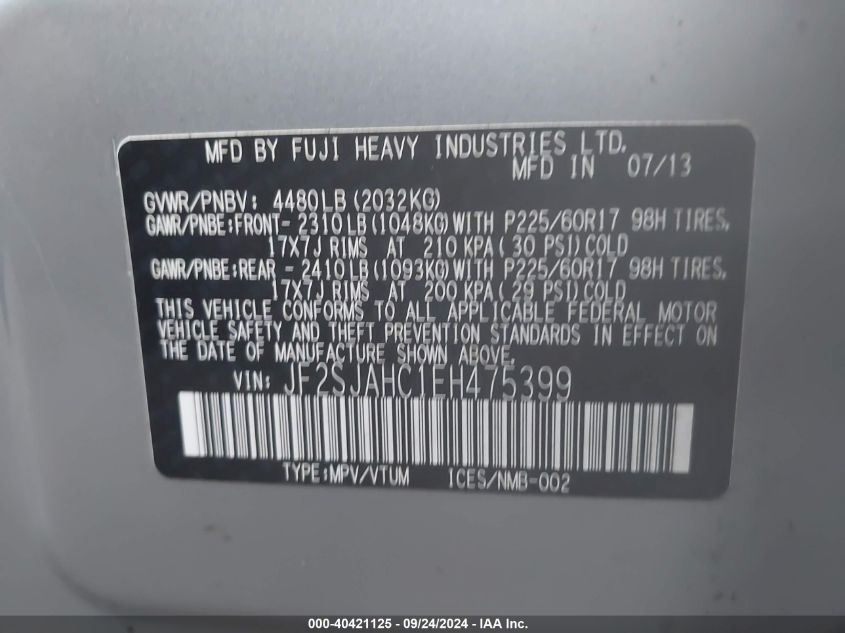 MFD BY FUJI HEAVY INDUSTRIES LTD.
MFD IN 07/13
GVWR/PNBV: 4480LB(2032KG)
GAWR/PNBE:FRONT- 2310LB(1048KG)WITH P225/60R17 98H TIRES,
17X7J RIMS AT 210 KPA(30 PSI)COLD
GAWR/PNBE:REAR - 2410LB(1093KG)WITH P225/60R17 98H TIRES,
17X7J RIMS AT 200 KPA(29 PSI)COLD
THIS VEHICLE CONFORMS TO ALL APPLICABLE FEDERAL MOTOR
VEHICLE SAFETY AND THEFT PREVENTION STANDARDS IN EFFECT ON
THE DATE OF MANUFACTURE SHOWN ABOVE.
VIN: JF2SJAHC1EH475399
TYPE:MPV/VTUM ICES/NMB-002
000-40421125 - 09/24/2024 - IAA Inc.